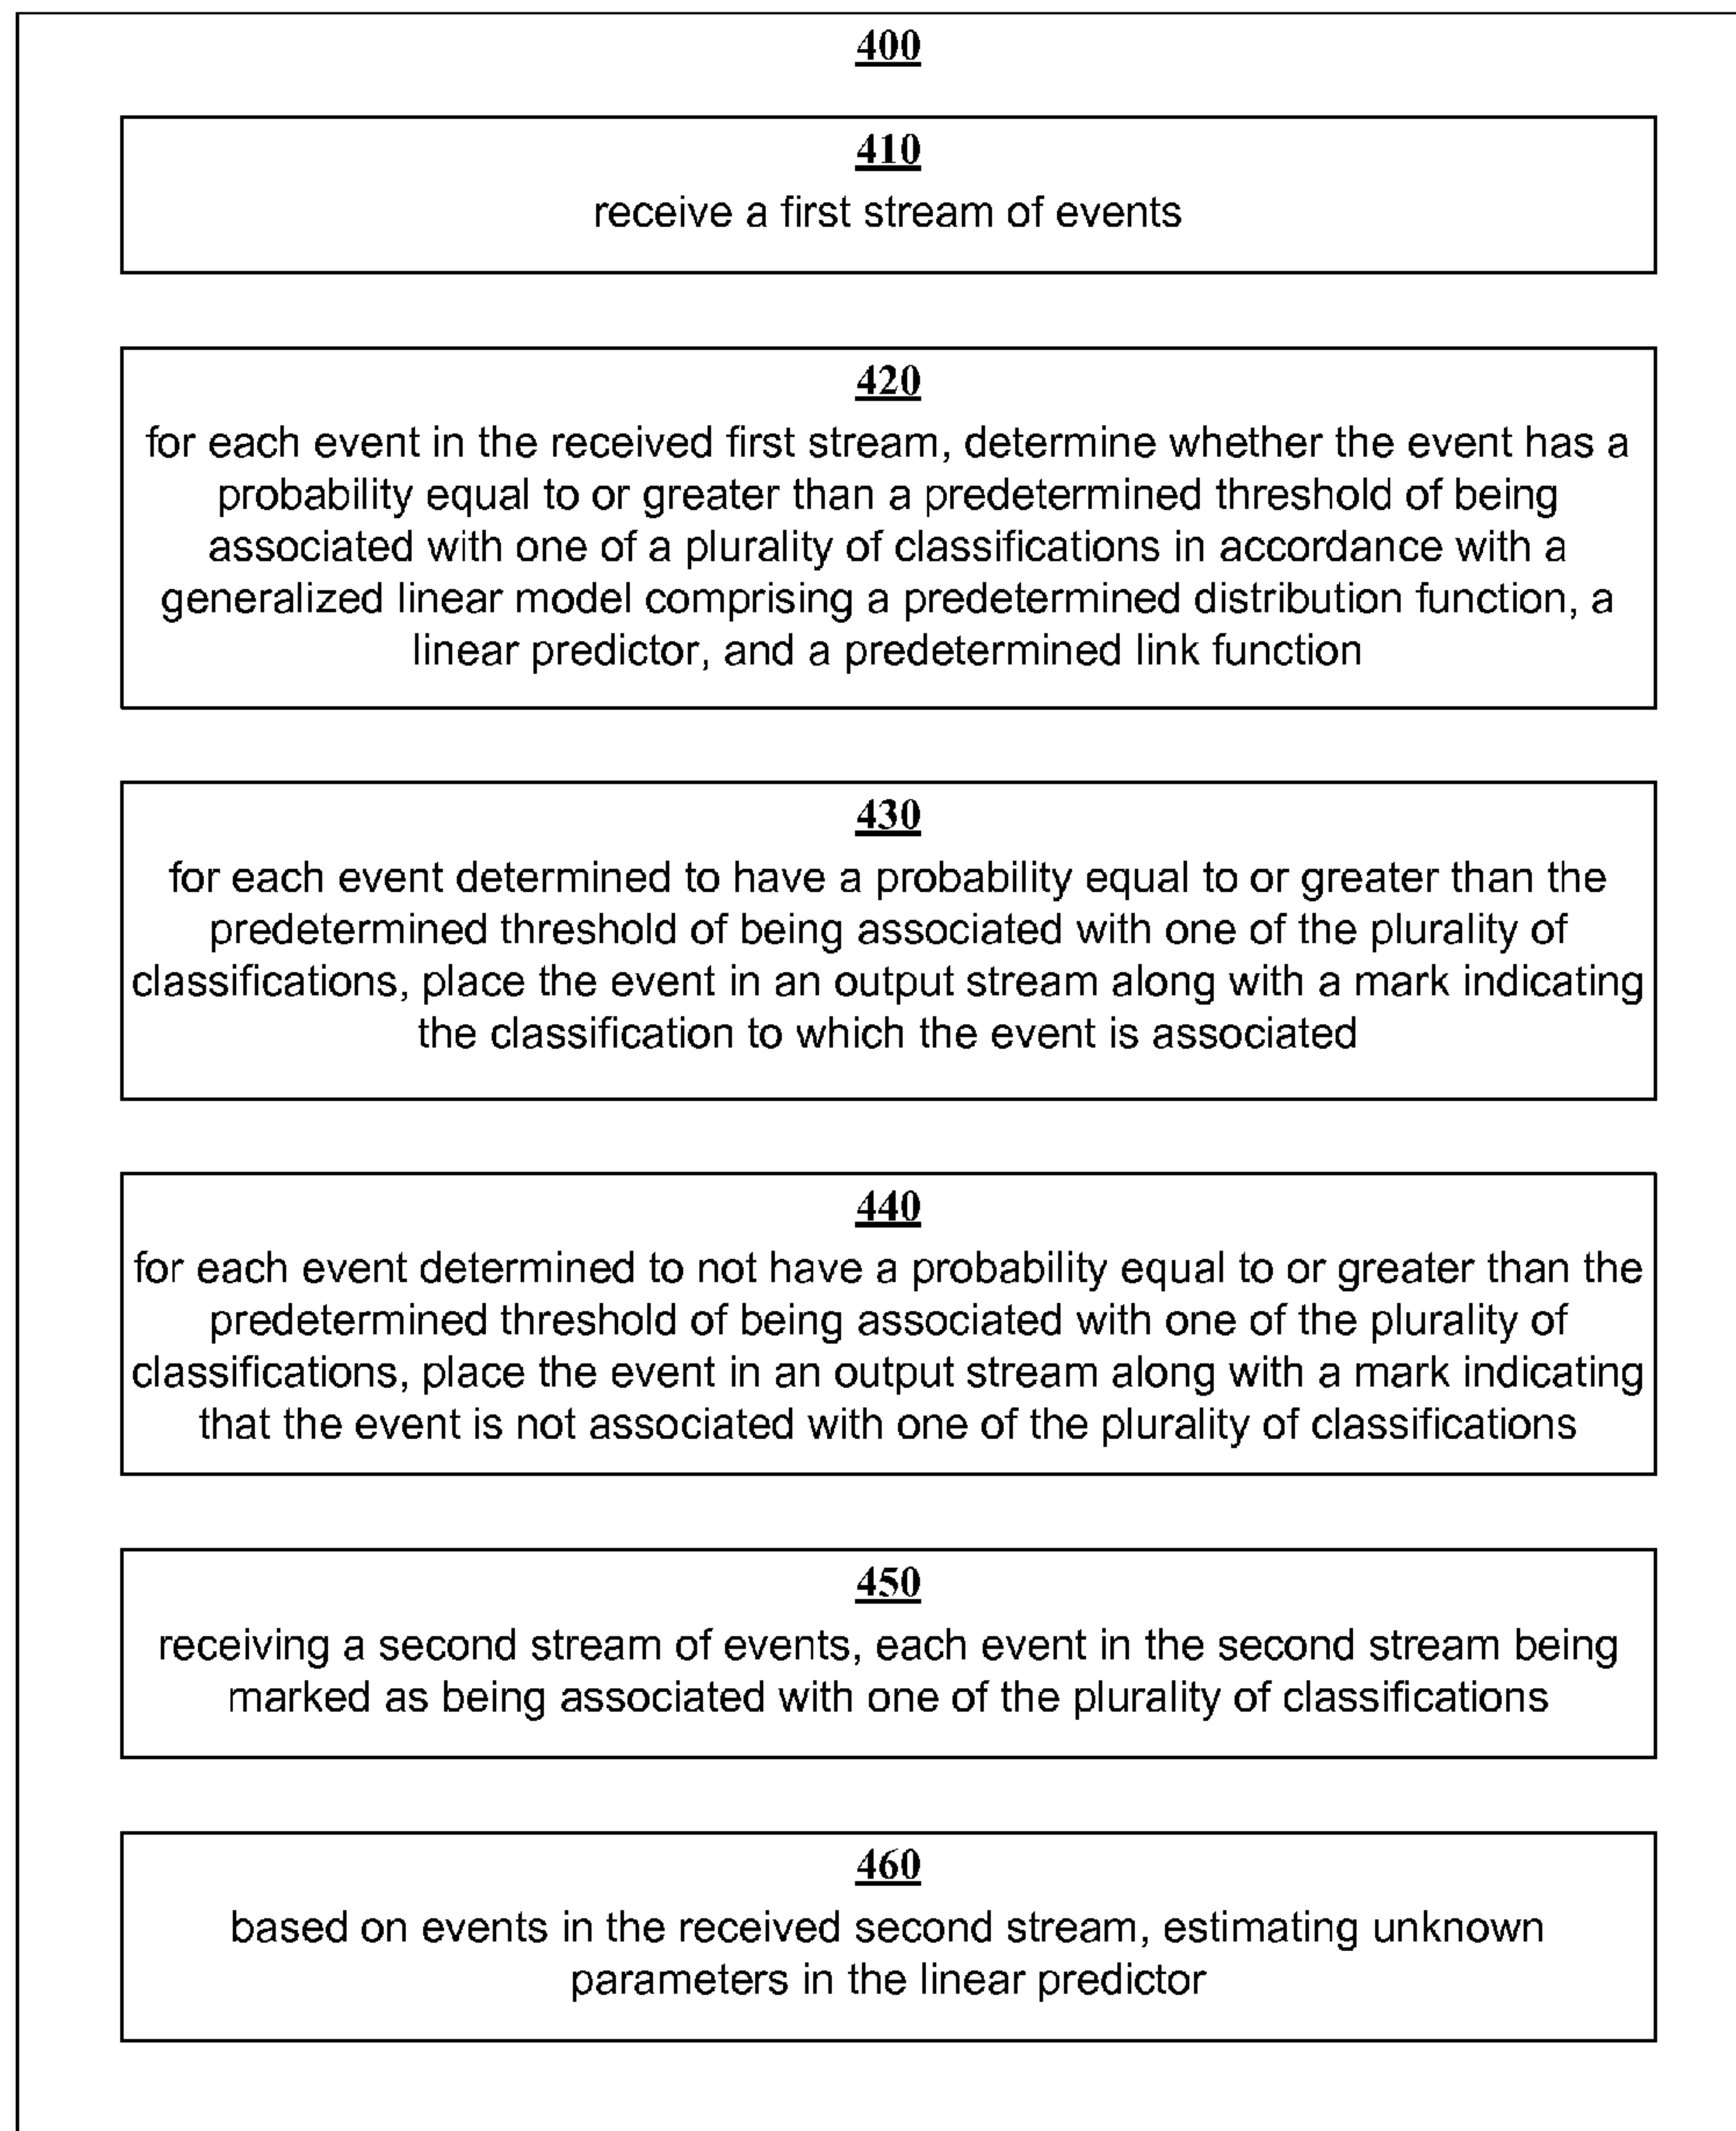 400
410
receive a first stream of events
420
for each event in the received first stream, determine whether the event has a
probability equal to or greater than a predetermined threshold of being
associated with one of a plurality of classifications in accordance with a
generalized linear model comprising a predetermined distribution function, a
linear predictor, and a predetermined link function
430
for each event determined to have a probability equal to or greater than the
predetermined threshold of being associated with one of the plurality of
classifications, place the event in an output stream along with a mark indicating
the classification to which the event is associated
440
for each event determined to not have a probability equal to or greater than the
predetermined threshold of being associated with one of the plurality of
classifications, place the event in an output stream along with a mark indicating
that the event is not associated with one of the plurality of classifications
450
receiving a second stream of events, each event in the second stream being
marked as being associated with one of the plurality of classifications
460
based on events in the received second stream, estimating unknown
parameters in the linear predictor